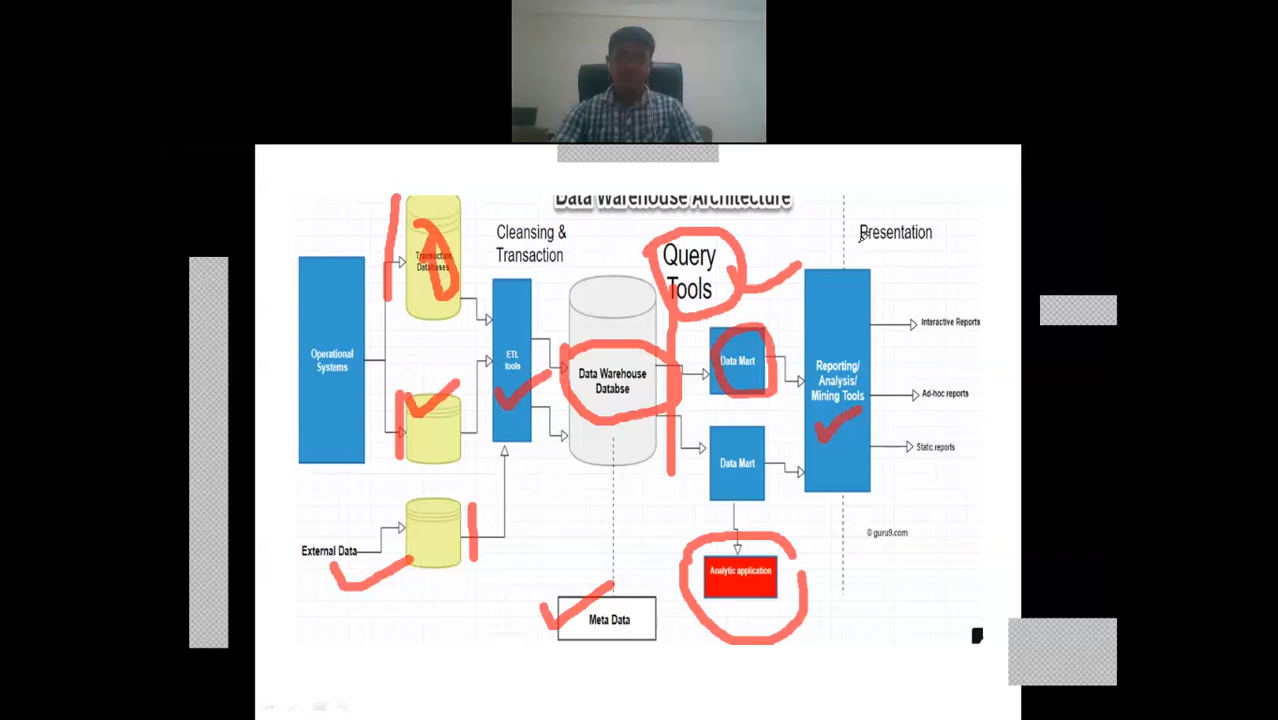 Data Warehouse Architecture
Cleansing &
Transaction
Query
Tools
Presentation
Transaction
Databases
Operational
Systems
ETL
tools
Data Warehouse
Databse
Data Mart
Reporting/
Analysis/
Mining Tools
Interactive Reports
Ad-hoc reports
Static reports
Data Mart
© guru9.com
External Data
Analytic application
Meta Data